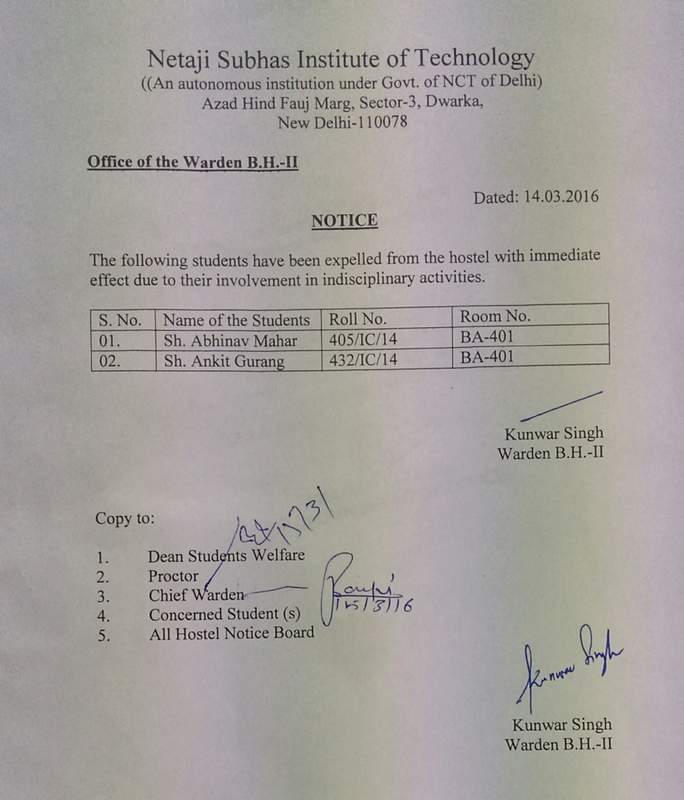 Netaji Subhas Institute of Technology
((An autonomous institution under Govt. of NCT of Delhi)
Azad Hind Fauj Marg, Sector-3, Dwarka,
New Delhi-110078
Office of the Warden B.H.-II
Dated: 14.03.2016
NOTICE
The following students have been expelled from the hostel with immediate
effect due to their involvement in indisciplinary activities.
S. No. Name of the Students Roll No. Room No.
01. Sh. Abhinav Mahar 405/IC/14 BA-401
02. Sh. Ankit Gurang 432/IC/14 BA-401
Kunwar Singh
Warden B.H.-II
Copy to:
1. Dean Students Welfare
2. Proctor
3. Chief Warden
4. Concerned Student (s)
15/3/16
5. All Hostel Notice Board
Kunwar Singh
Kunwar Singh
Warden B.H.-II